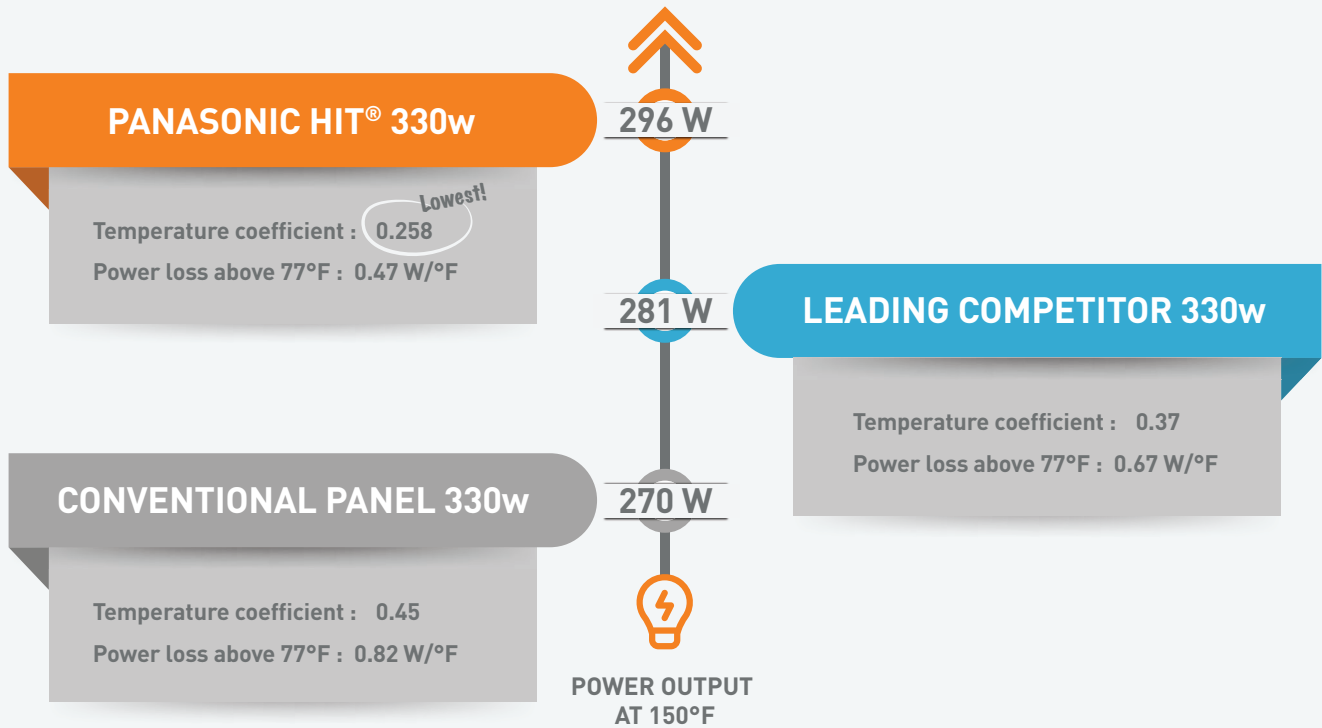 PANASONIC HIT® 330w
296 W
Lowest!
Temperature coefficient : 0.258
Power loss above 77°F : 0.47 W/°F
281 W
LEADING COMPETITOR 330w
Temperature coefficient : 0.37
Power loss above 77°F : 0.67 W/°F
CONVENTIONAL PANEL 330w
270 W
Temperature coefficient : 0.45
Power loss above 77°F : 0.82 W/°F
POWER OUTPUT
AT 150°F